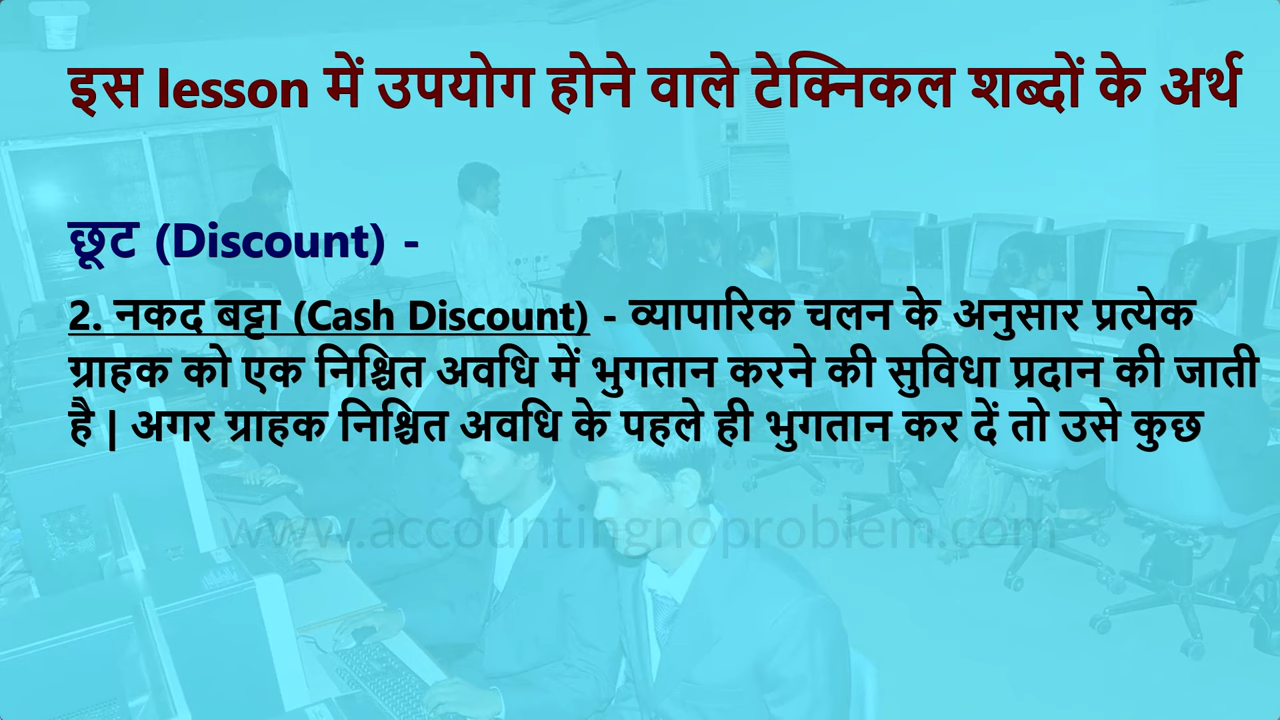 इस lesson में उपयोग होने वाले टेक्निकल शब्दों के अर्थ
छूट (Discount) -
2. नकद बट्टा (Cash Discount) - व्यापारिक चलन के अनुसार प्रत्येक
ग्राहक को एक निश्चित अवधि में भुगतान करने की सुविधा प्रदान की जाती
है | अगर ग्राहक निश्चित अवधि के पहले ही भुगतान कर दें तो उसे कुछ
www.accountingnoproblem.com